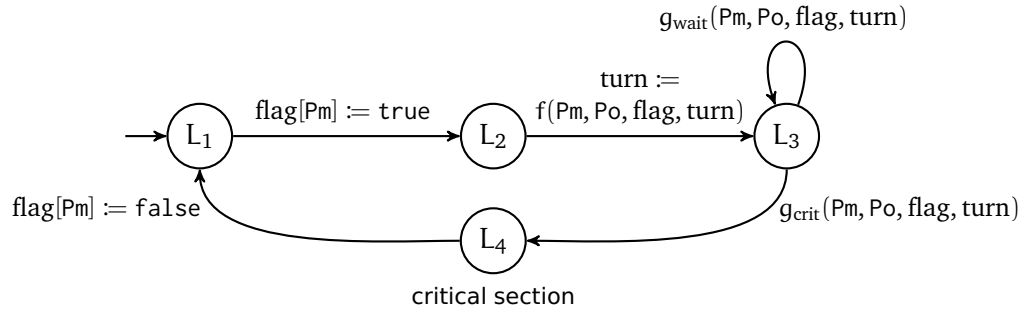 g_wait(Pm, Po, flag, turn)
turn :=
flag[Pm] := true
f(Pm, Po, flag, turn)
L₁
L₂
L₃
flag[Pm] := false
g_crit(Pm, Po, flag, turn)
L₄
critical section